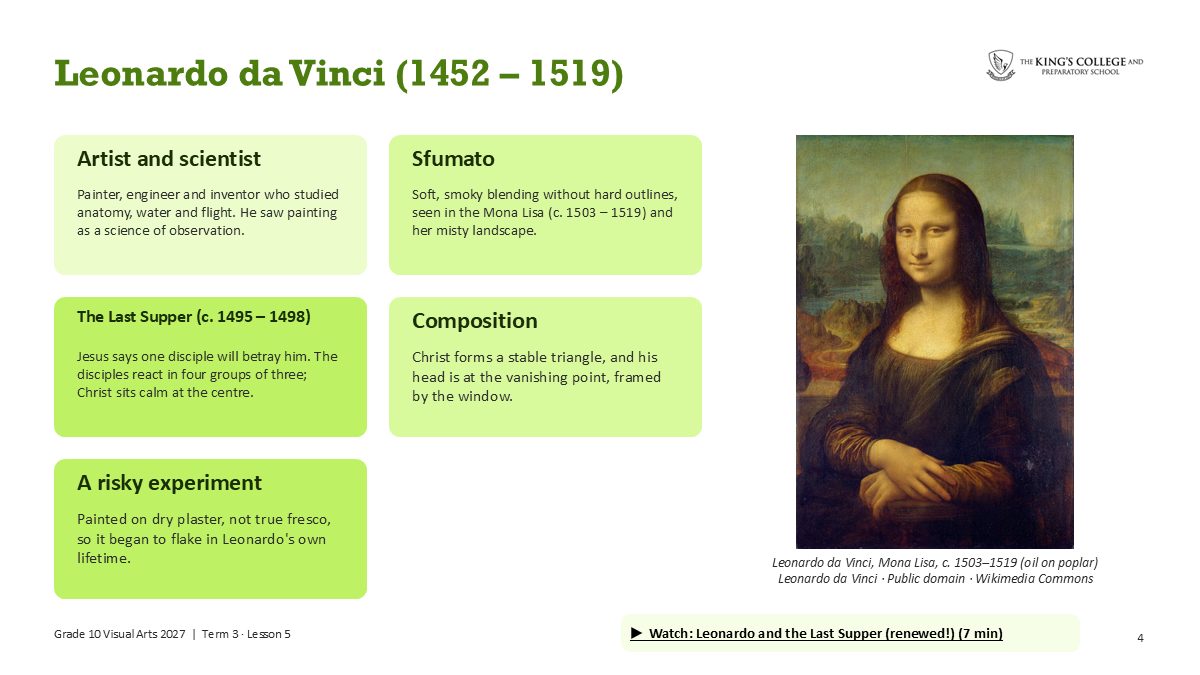 Leonardo da Vinci (1452 – 1519)
THE KING'S COLLEGE AND
PREPARATORY SCHOOL
Artist and scientist
Painter, engineer and inventor who studied
anatomy, water and flight. He saw painting
as a science of observation.
Sfumato
Soft, smoky blending without hard outlines,
seen in the Mona Lisa (c. 1503 – 1519) and
her misty landscape.
The Last Supper (c. 1495 – 1498)
Jesus says one disciple will betray him. The
disciples react in four groups of three;
Christ sits calm at the centre.
Composition
Christ forms a stable triangle, and his
head is at the vanishing point, framed
by the window.
A risky experiment
Painted on dry plaster, not true fresco,
so it began to flake in Leonardo's own
lifetime.
Leonardo da Vinci, Mona Lisa, c. 1503–1519 (oil on poplar)
Leonardo da Vinci · Public domain · Wikimedia Commons
Grade 10 Visual Arts 2027 | Term 3 · Lesson 5
▶ Watch: Leonardo and the Last Supper (renewed!) (7 min)
4